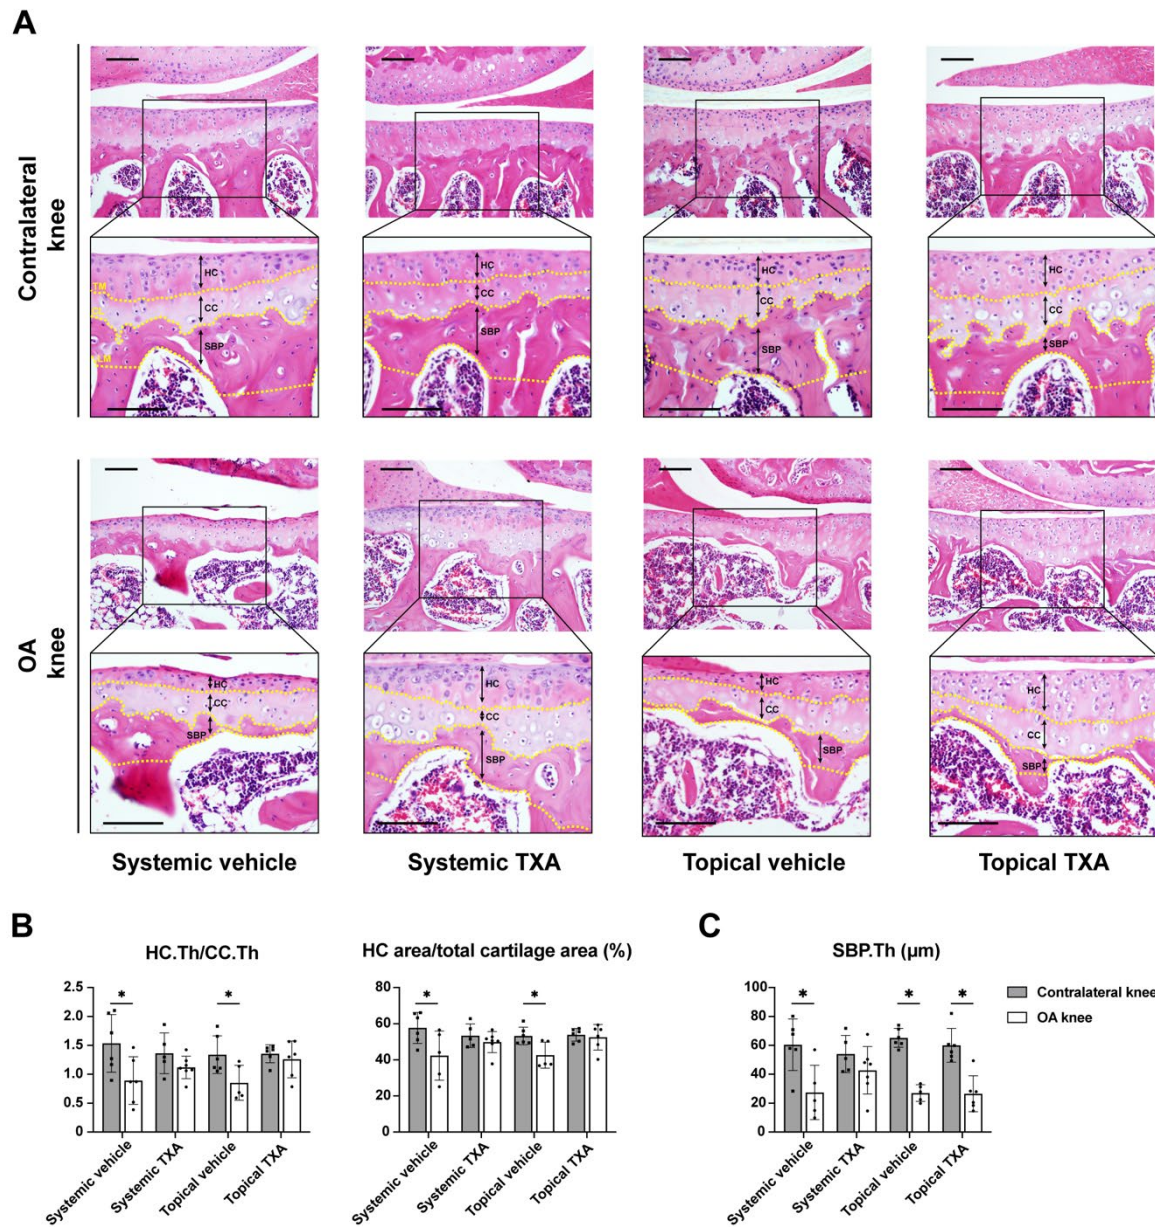 A
Contralateral
knee
HC
CC
SBP
TM
LM
HC
CC
SBP
HC
CC
SBP
HC
CC
SBP
OA
knee
HC
CC
SBP
HC
CC
SBP
HC
CC
SBP
HC
CC
SBP
Systemic vehicle
Systemic TXA
Topical vehicle
Topical TXA
B
HC.Th/CC.Th
2.5
2.0
1.5
1.0
0.5
0.0
*
*
Systemic vehicle
Systemic TXA
Topical vehicle
Topical TXA
HC area/total cartilage area (%)
80
60
40
20
0
*
*
Systemic vehicle
Systemic TXA
Topical vehicle
Topical TXA
C
SBP.Th (µm)
100
80
60
40
20
0
*
*
*
Systemic vehicle
Systemic TXA
Topical vehicle
Topical TXA
Contralateral knee
OA knee